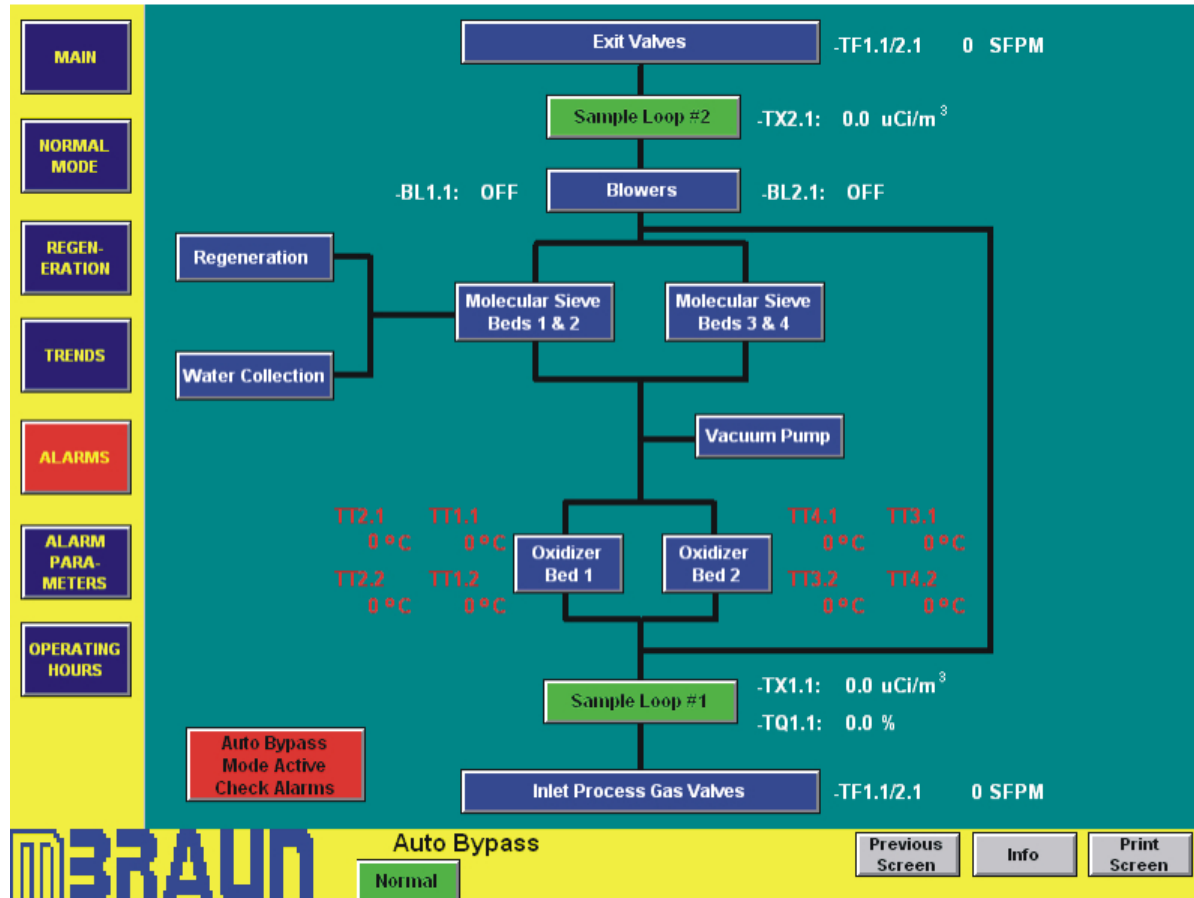 MAIN
NORMAL
MODE
REGEN-
ERATION
TRENDS
ALARMS
ALARM
PARA-
METERS
OPERATING
HOURS
Exit Valves
-TF1.1/2.1 0 SFPM
Sample Loop #2
-TX2.1: 0.0 uCi/m³
-BL1.1: OFF
Blowers
-BL2.1: OFF
Regeneration
Molecular Sieve
Beds 1 & 2
Molecular Sieve
Beds 3 & 4
Water Collection
Vacuum Pump
TT2.1 TT1.1
0 °C 0 °C
TT2.2 TT1.2
0 °C 0 °C
Oxidizer
Bed 1
Oxidizer
Bed 2
TT4.1 TT3.1
0 °C 0 °C
TT3.2 TT4.2
0 °C 0 °C
Sample Loop #1
-TX1.1: 0.0 uCi/m³
-TQ1.1: 0.0 %
Auto Bypass
Mode Active
Check Alarms
Inlet Process Gas Valves
-TF1.1/2.1 0 SFPM
MBRAUN
Auto Bypass
Normal
Previous
Screen
Info
Print
Screen